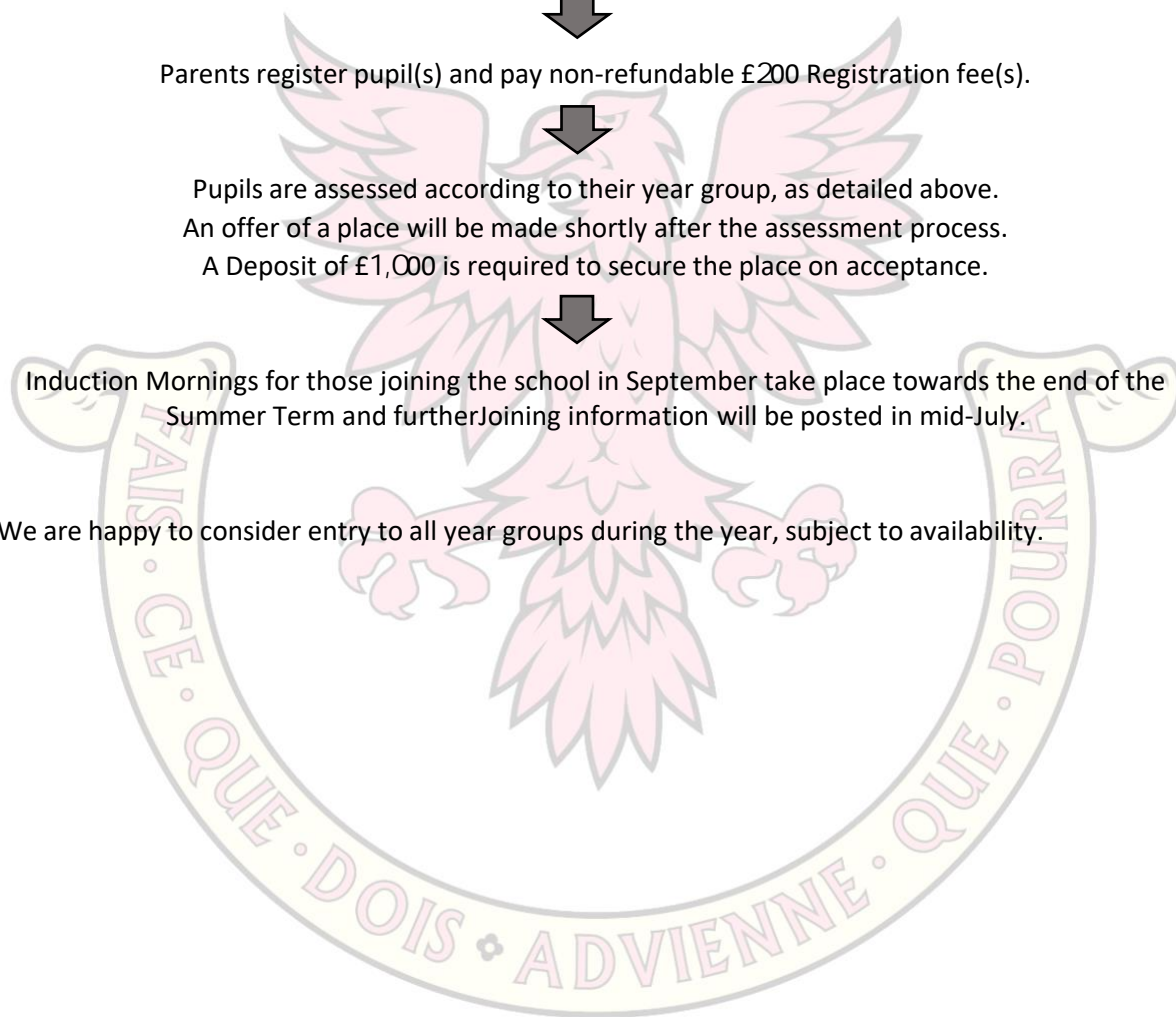 Parents register pupil(s) and pay non-refundable £200 Registration fee(s).
Pupils are assessed according to their year group, as detailed above.
An offer of a place will be made shortly after the assessment process.
A Deposit of £1,000 is required to secure the place on acceptance.
Induction Mornings for those joining the school in September take place towards the end of the
Summer Term and furtherJoining information will be posted in mid-July.
We are happy to consider entry to all year groups during the year, subject to availability.
FAIS · CE · QUE · DOIS ADVIENNE · QUE · POURRA